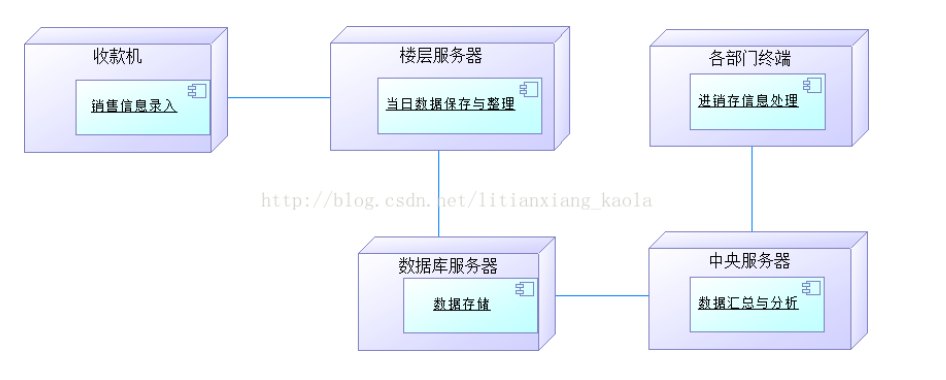 收款机
销售信息录入
楼层服务器
当日数据保存与整理
各部门终端
进销存信息处理
http://blog.csdn.net/litianxiang_kaola
数据库服务器
数据存储
中央服务器
数据汇总与分析